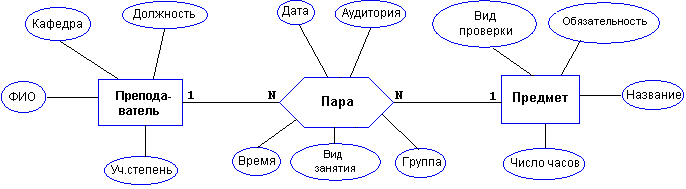 Кафедра
Должность
Дата
Аудитория
Вид
проверки
Обязательность
ФИО
Препода-
ватель
1
N
Пара
N
1
Предмет
Название
Уч.степень
Время
Вид
занятия
Группа
Число часов